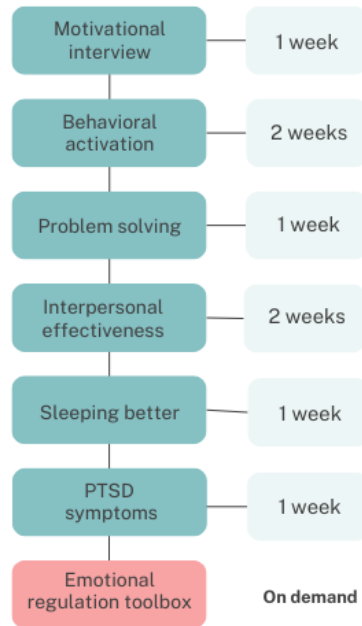 Motivational
interview
1 week
Behavioral
activation
2 weeks
Problem solving
1 week
Interpersonal
effectiveness
2 weeks
Sleeping better
1 week
PTSD
symptoms
1 week
Emotional
regulation toolbox
On demand